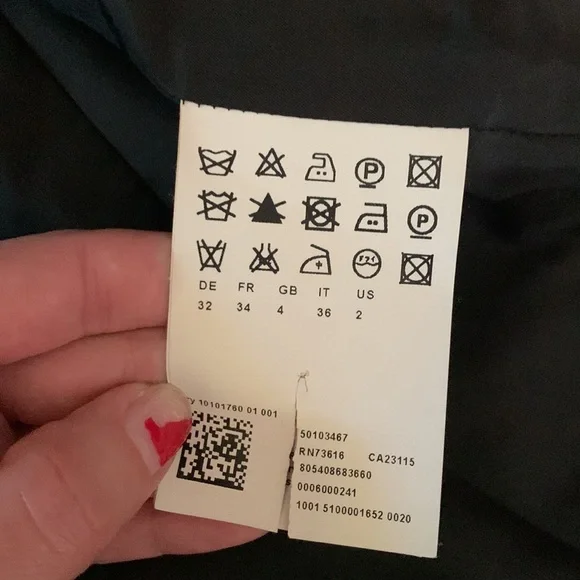 P
P
DE FR GB IT US
32 34 4 36 2
10101760 01 001
50103467
RN73616 CA23115
805408683660
0006000241
1001 5100001652 0020